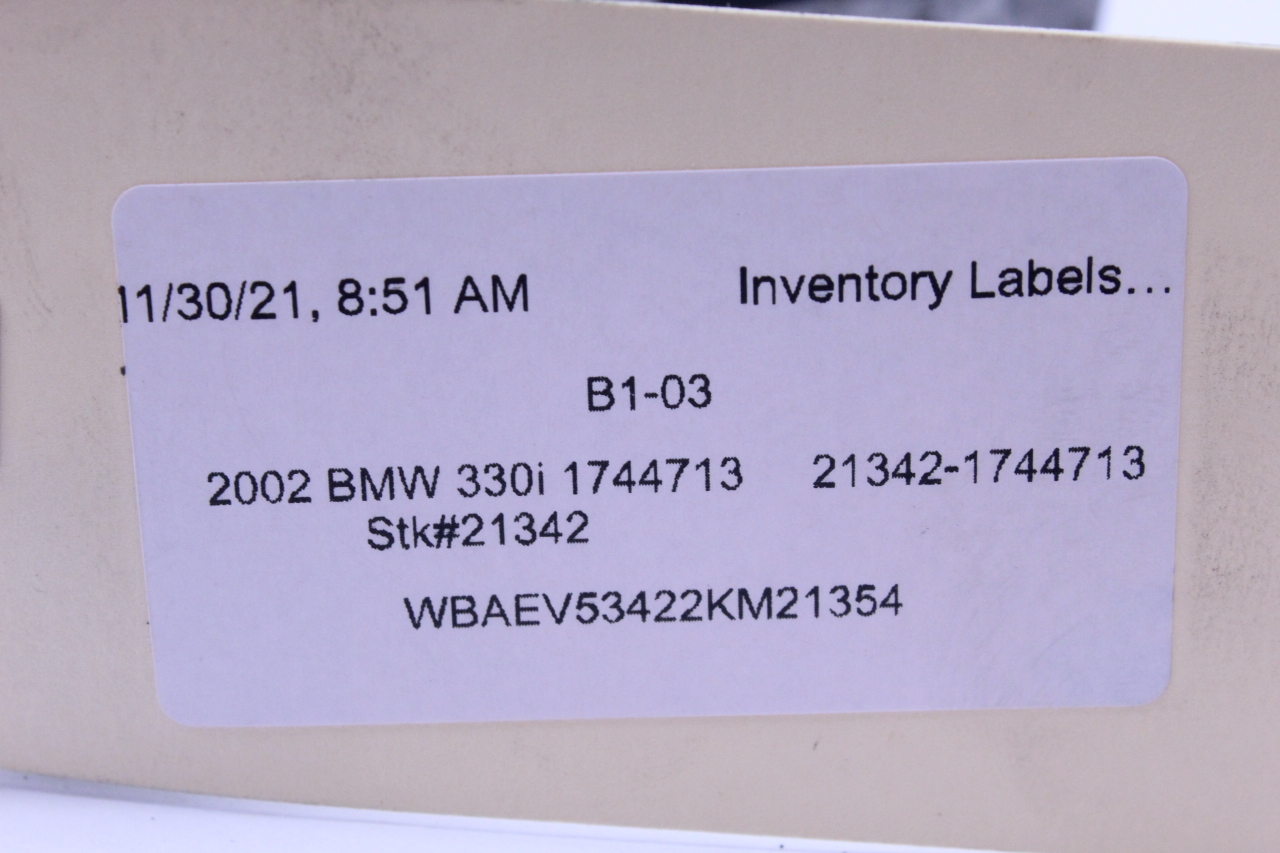 11/30/21, 8:51 AM Inventory Labels...
B1-03
2002 BMW 330i 1744713 21342-1744713
Stk#21342
WBAEV53422KM21354